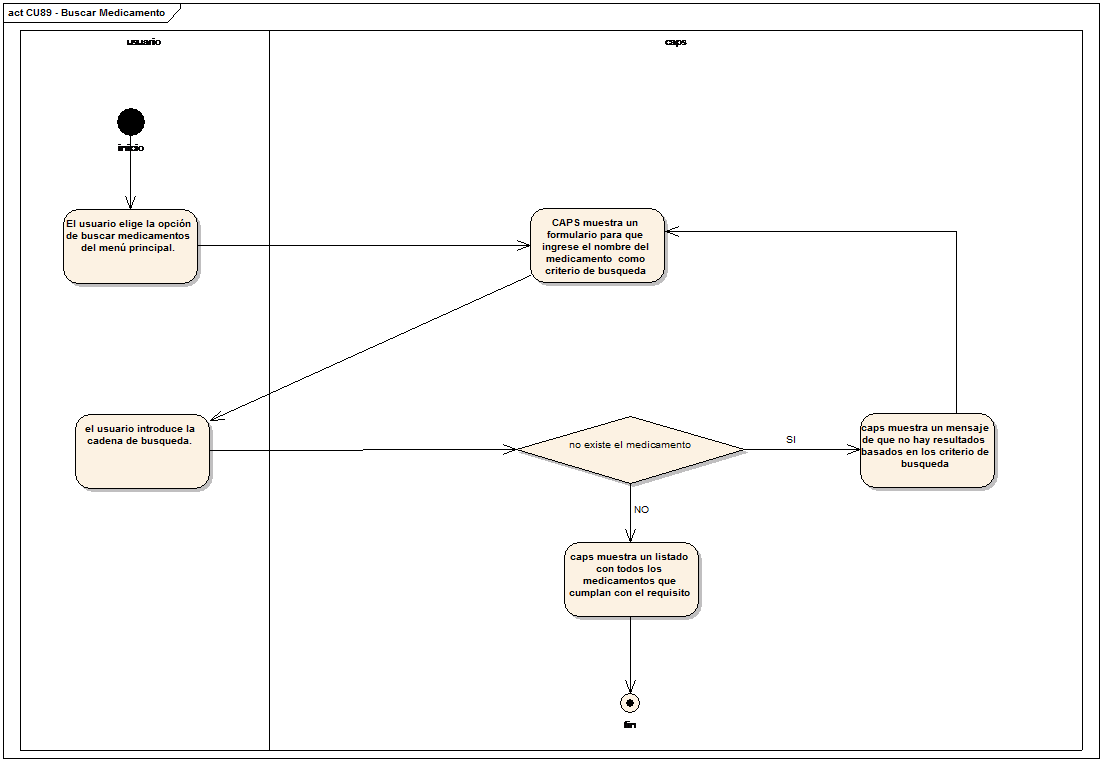 act CU89 - Buscar Medicamento
usuario
caps
inicio
El usuario elige la opción
de buscar medicamentos
del menú principal.
CAPS muestra un
formulario para que
ingrese el nombre del
medicamento como
criterio de busqueda
el usuario introduce la
cadena de busqueda.
no existe el medicamento
SI
caps muestra un mensaje
de que no hay resultados
basados en los criterio de
busqueda
NO
caps muestra un listado
con todos los
medicamentos que
cumplan con el requisito
fin